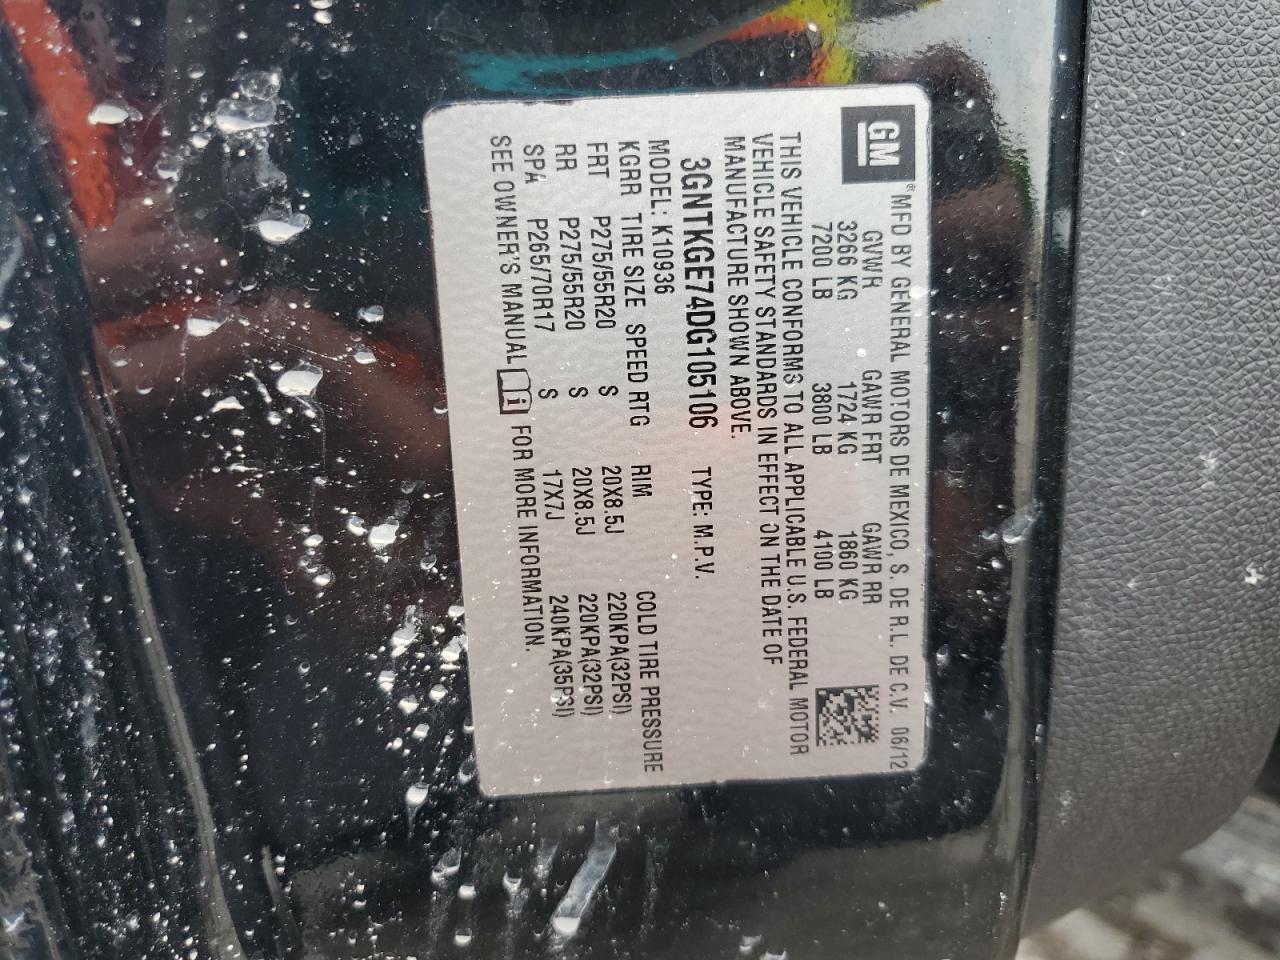 GM
® MFD BY GENERAL MOTORS DE MEXICO, S. DE R.L. DE C.V. 06/12
GVWR GAWR FRT GAWR RR
3266 KG 1724 KG 1860 KG
7200 LB 3800 LB 4100 LB
THIS VEHICLE CONFORMS TO ALL APPLICABLE U.S. FEDERAL MOTOR
VEHICLE SAFETY STANDARDS IN EFFECT ON THE DATE OF
MANUFACTURE SHOWN ABOVE.
3GNTKGE74DG105106 TYPE: M.P.V.
MODEL: K10936
KGRR TIRE SIZE SPEED RTG RIM COLD TIRE PRESSURE
FRT P275/55R20 S 20X8.5J 220KPA(32PSI)
RR P275/55R20 S 20X8.5J 220KPA(32PSI)
SPA P265/70R17 S 17X7J 240KPA(35PSI)
SEE OWNER'S MANUAL i FOR MORE INFORMATION.